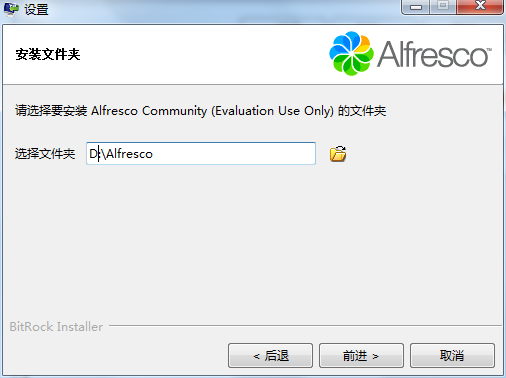 设置
安装文件夹
Alfresco™
请选择要安装 Alfresco Community (Evaluation Use Only) 的文件夹
选择文件夹 D:\Alfresco
BitRock Installer
< 后退 前进 > 取消